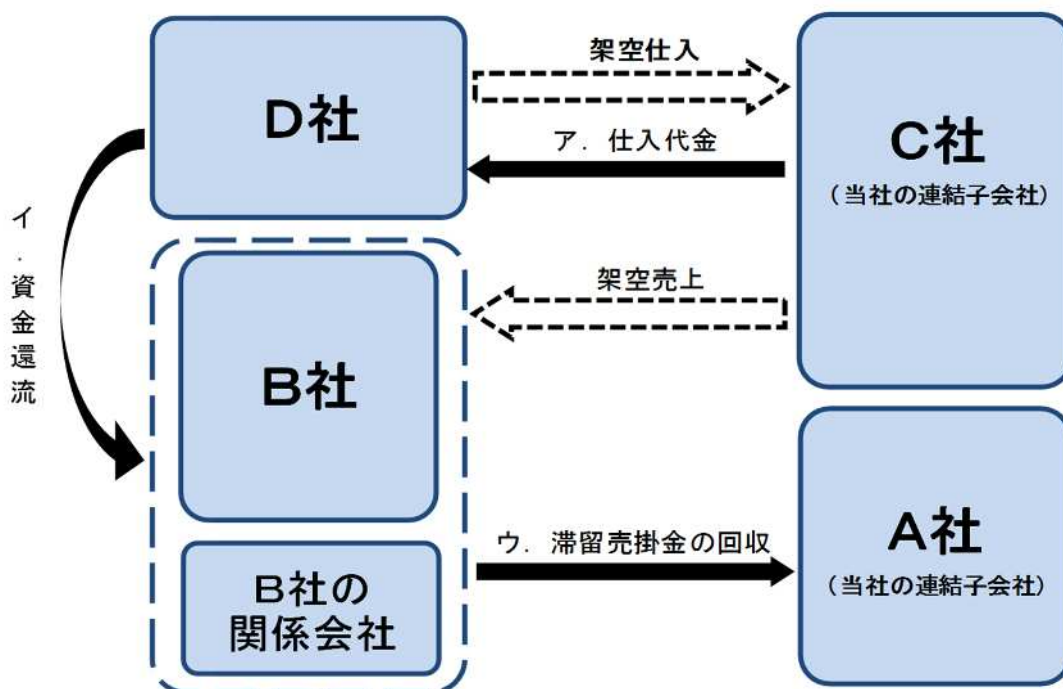 D社
架空仕入
ア．仕入代金
C社
（当社の連結子会社）
イ．資金還流
架空売上
B社
B社の
関係会社
ウ．滞留売掛金の回収
A社
（当社の連結子会社）